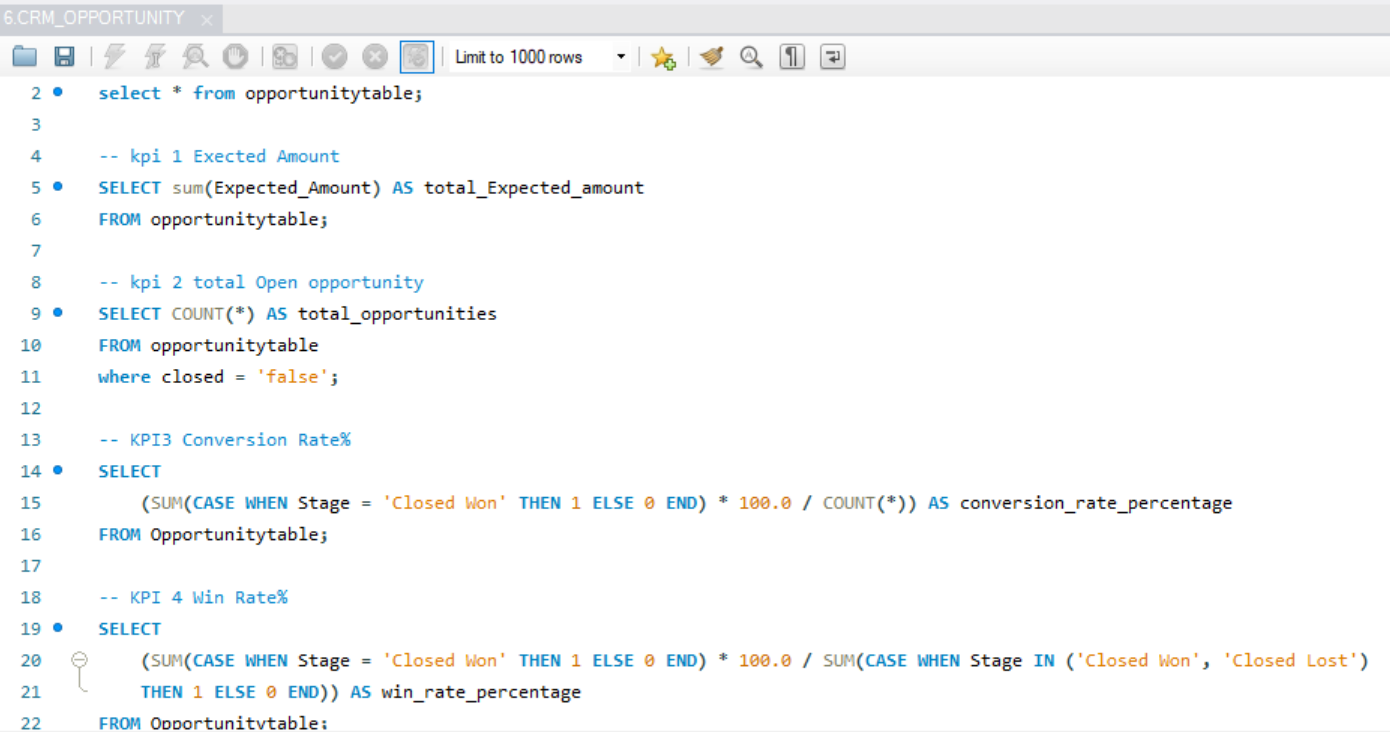 6.CRM_OPPORTUNITY ×
Limit to 1000 rows
2 select * from opportunitytable;
3
4 -- kpi 1 Exected Amount
5 SELECT sum(Expected_Amount) AS total_Expected_amount
6 FROM opportunitytable;
7
8 -- kpi 2 total Open opportunity
9 SELECT COUNT(*) AS total_opportunities
10 FROM opportunitytable
11 where closed = 'false';
12
13 -- KPI3 Conversion Rate%
14 SELECT
15 (SUM(CASE WHEN Stage = 'Closed Won' THEN 1 ELSE 0 END) * 100.0 / COUNT(*)) AS conversion_rate_percentage
16 FROM Opportunitytable;
17
18 -- KPI 4 Win Rate%
19 SELECT
20 (SUM(CASE WHEN Stage = 'Closed Won' THEN 1 ELSE 0 END) * 100.0 / SUM(CASE WHEN Stage IN ('Closed Won', 'Closed Lost')
21 THEN 1 ELSE 0 END)) AS win_rate_percentage
22 FROM Opportunitytable;